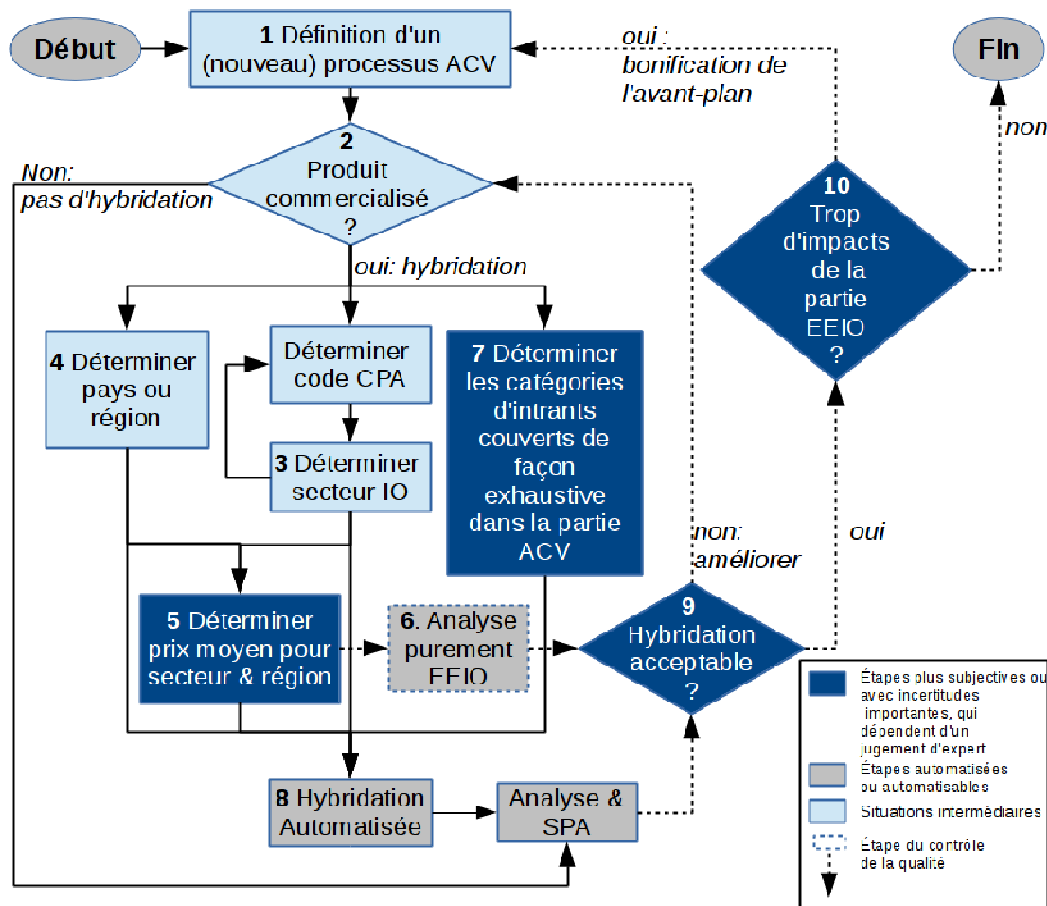 Début
1 Définition d'un
(nouveau) processus ACV
oui :
bonification de
l'avant-plan
Fin
non
2
Produit
commercialisé
?
Non:
pas d'hybridation
oui: hybridation
10
Trop
d'impacts
de la
partie
EEIO
?
4 Déterminer
pays ou
région
Déterminer
code CPA
3 Déterminer
secteur IO
7 Déterminer
les catégories
d'intrants
couverts de
façon
exhaustive
dans la partie
ACV
non:
améliorer
oui
5 Déterminer
prix moyen pour
secteur & région
6. Analyse
purement
EEIO
9
Hybridation
acceptable
?
8 Hybridation
Automatisée
Analyse &
SPA
Étapes plus subjectives ou
avec incertitudes
importantes, qui
dépendent d'un
jugement d'expert
Étapes automatisées
ou automatisables
Situations intermédiaires
Étape du contrôle
de la qualité